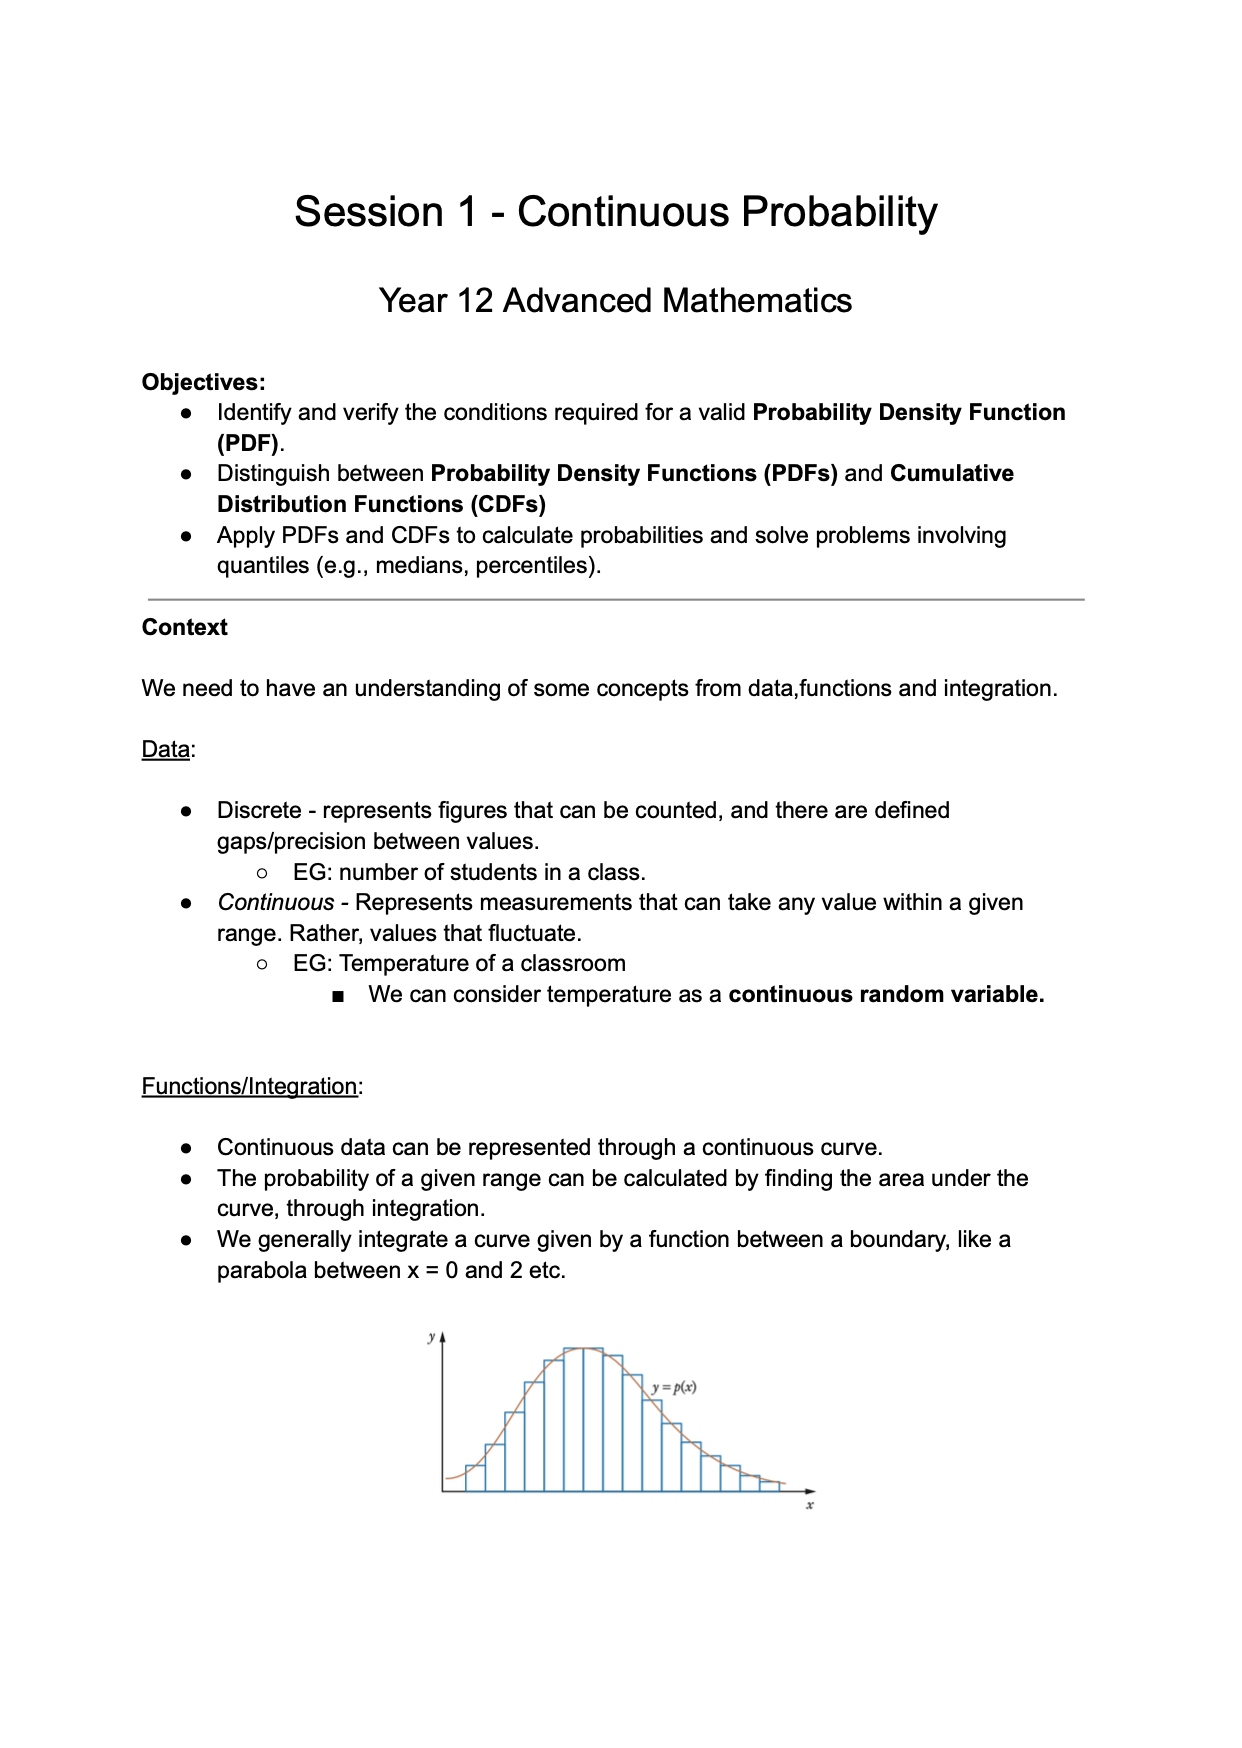 Session 1 - Continuous Probability
Year 12 Advanced Mathematics
Objectives:
● Identify and verify the conditions required for a valid Probability Density Function
(PDF).
● Distinguish between Probability Density Functions (PDFs) and Cumulative
Distribution Functions (CDFs)
● Apply PDFs and CDFs to calculate probabilities and solve problems involving
quantiles (e.g., medians, percentiles).
Context
We need to have an understanding of some concepts from data,functions and integration.
Data:
● Discrete - represents figures that can be counted, and there are defined
gaps/precision between values.
○ EG: number of students in a class.
● Continuous - Represents measurements that can take any value within a given
range. Rather, values that fluctuate.
○ EG: Temperature of a classroom
■ We can consider temperature as a continuous random variable.
Functions/Integration:
● Continuous data can be represented through a continuous curve.
● The probability of a given range can be calculated by finding the area under the
curve, through integration.
● We generally integrate a curve given by a function between a boundary, like a
parabola between x = 0 and 2 etc.
y
y = p(x)
x